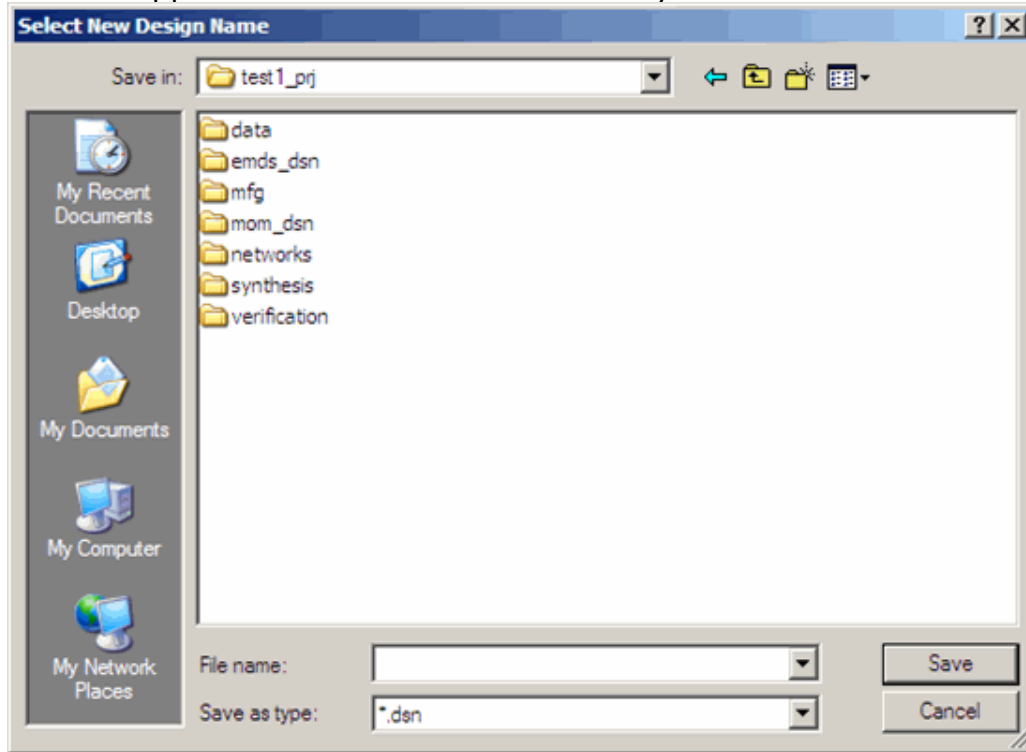 Select New Design Name
Save in:
test1_prj
data
emds_dsn
mfg
mom_dsn
networks
synthesis
verification
My Recent
Documents
Desktop
My Documents
My Computer
My Network
Places
File name:
Save
Save as type:
*.dsn
Cancel